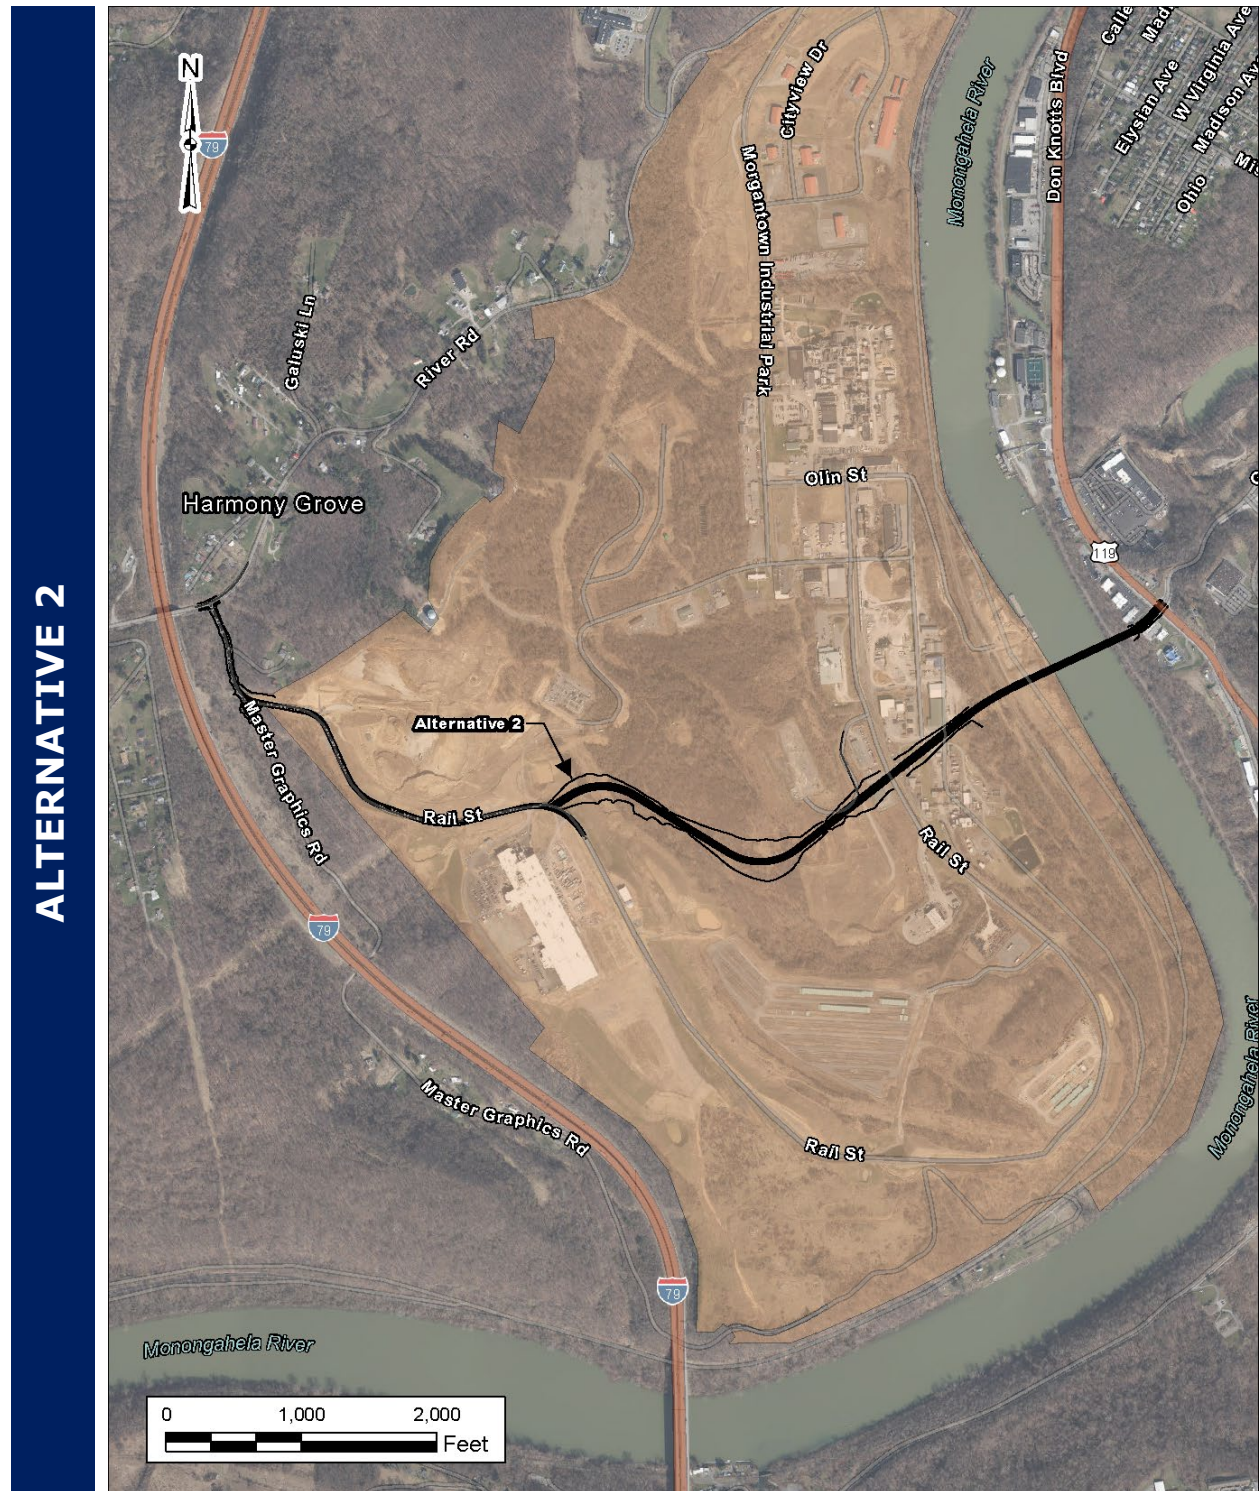 ALTERNATIVE 2
N
79
Cityview Dr
Morgantown Industrial Park
Monongahela River
Don Knotts Blvd
Elysian Ave
W Virginia Ave
Madison Ave
Ohio
Galuski Ln
River Rd
Harmony Grove
Olin St
119
Alternative 2
Master Graphics Rd
Rail St
Rail St
79
Master Graphics Rd
Rail St
Monongahela River
79
Monongahela River
0 1,000 2,000
Feet